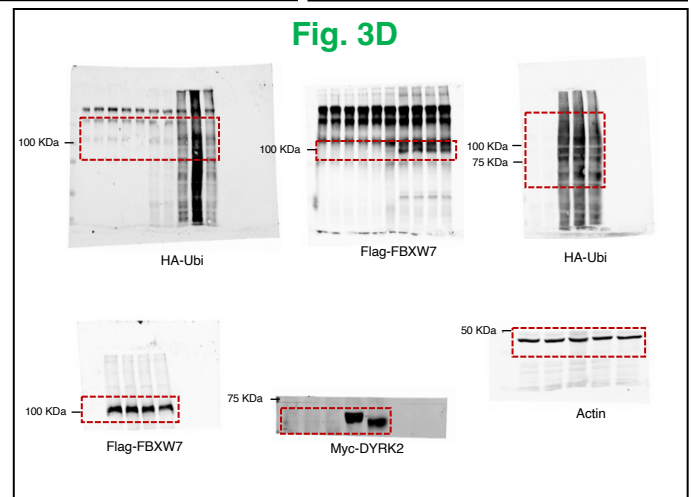 Fig. 3D
100 KDa
HA-Ubi
100 KDa
Flag-FBXW7
100 KDa
75 KDa
HA-Ubi
100 KDa
Flag-FBXW7
75 KDa
Myc-DYRK2
50 KDa
Actin